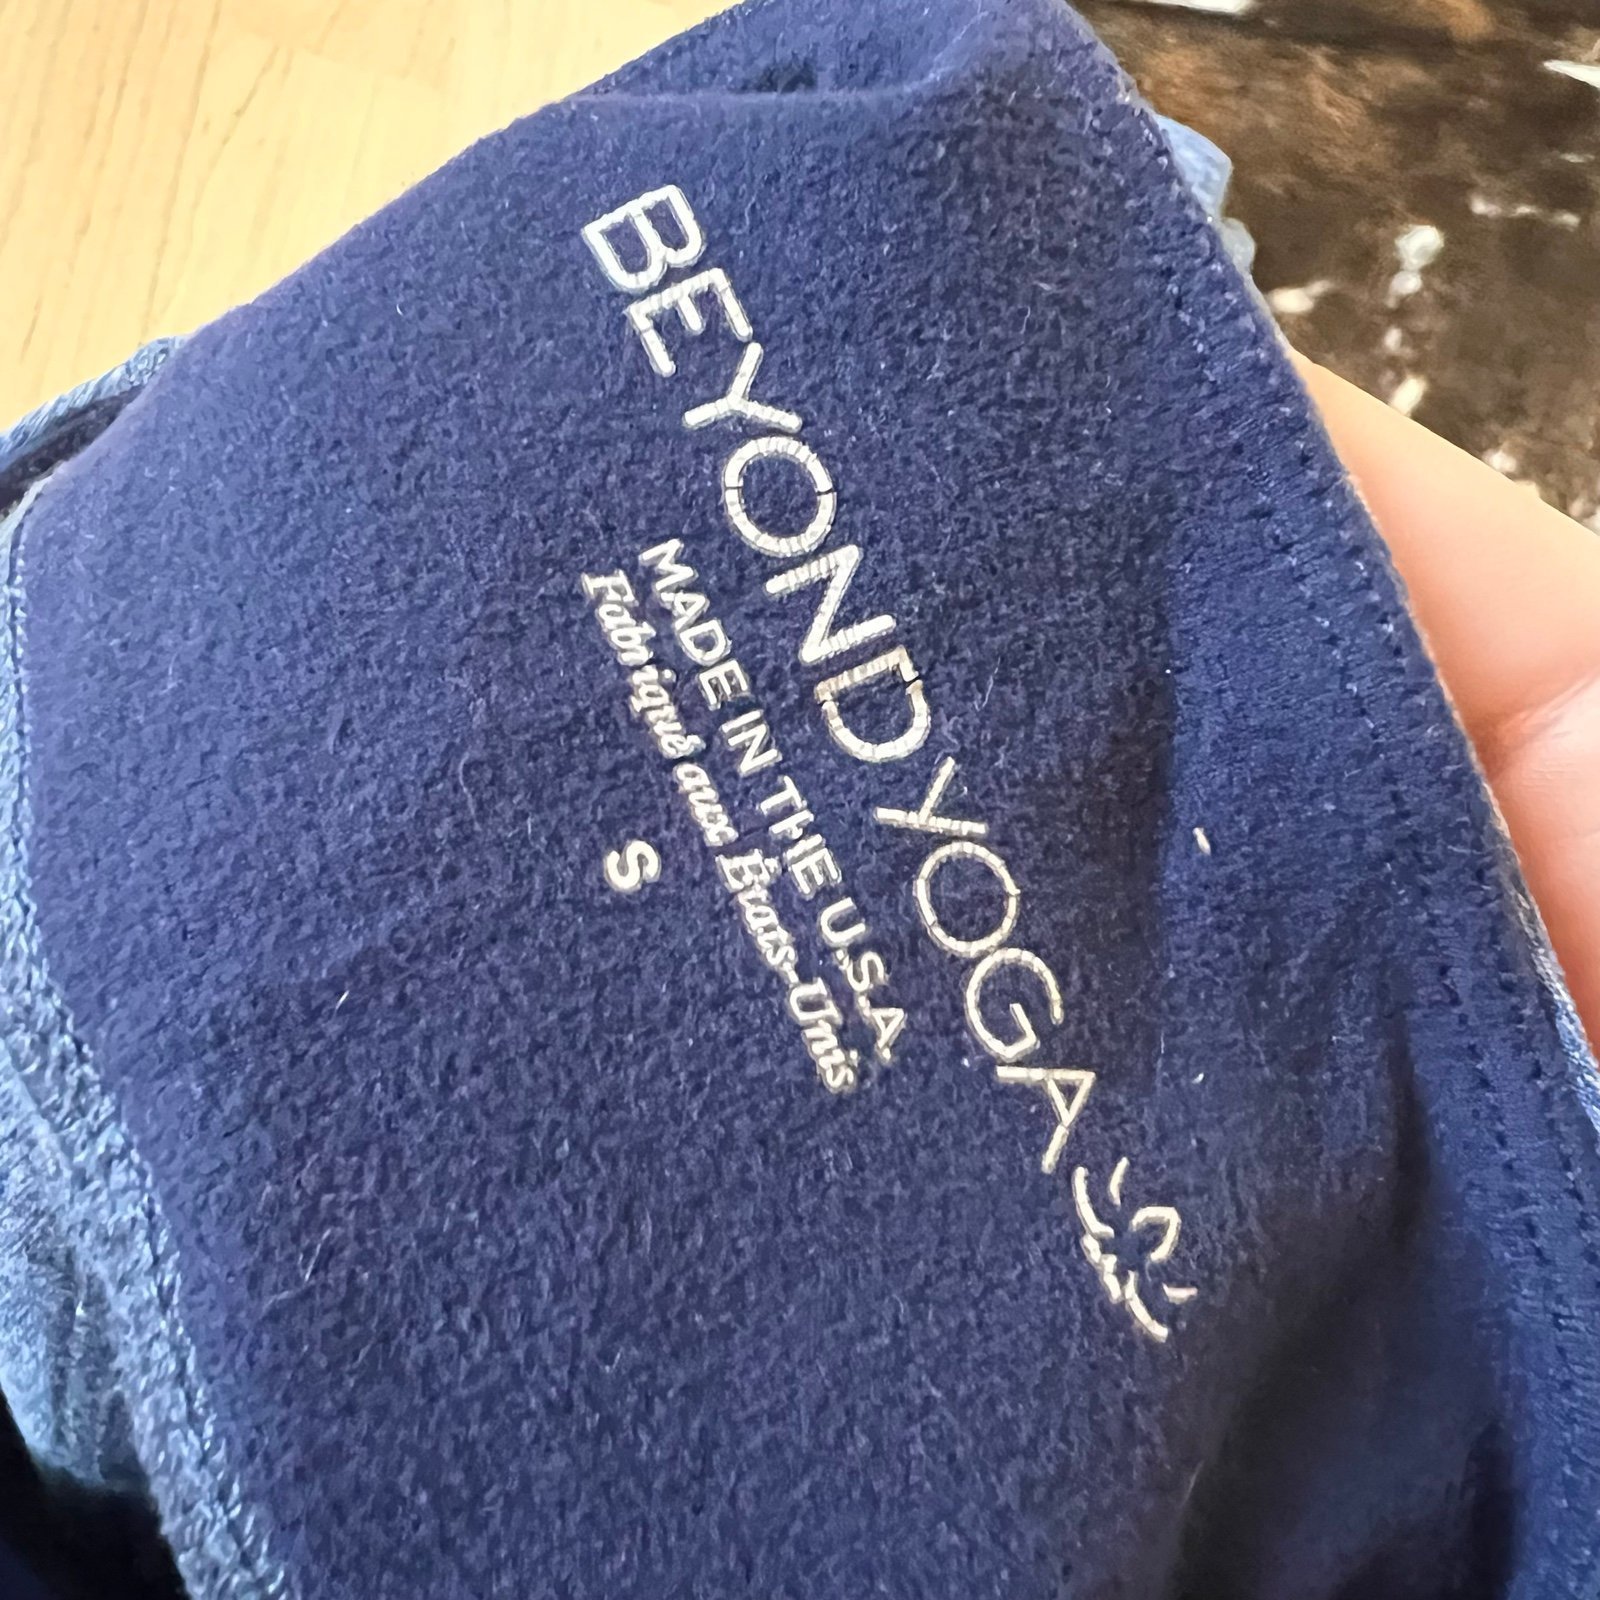 BEYOND YOGA
MADE IN THE U.S.A.
Fabriqué aux États-Unis
S